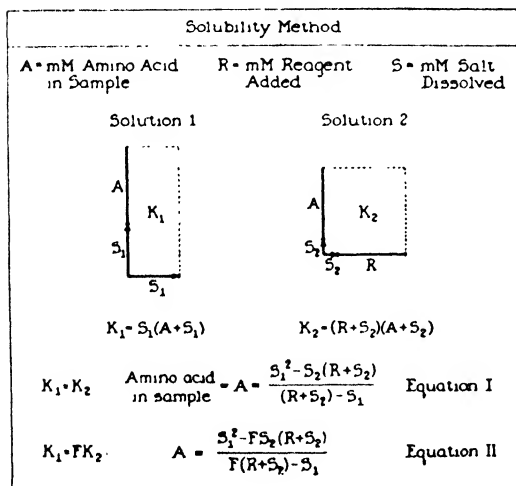 Solubility Method
A = mM Amino Acid in Sample
R = mM Reagent Added
S = mM Salt Dissolved
Solution 1
Solution 2
A
K₁
S₁
S₁
A
K₂
S₂
S₂
R
K₁ = S₁(A+S₁)
K₂ = (R+S₂)(A+S₂)
K₁ = K₂ Amino acid in sample = A = (S₁² - S₂(R+S₂)) / ((R+S₂) - S₁) Equation I
K₁ = FK₂. A = (S₁² - FS₂(R+S₂)) / (F(R+S₂) - S₁) Equation II